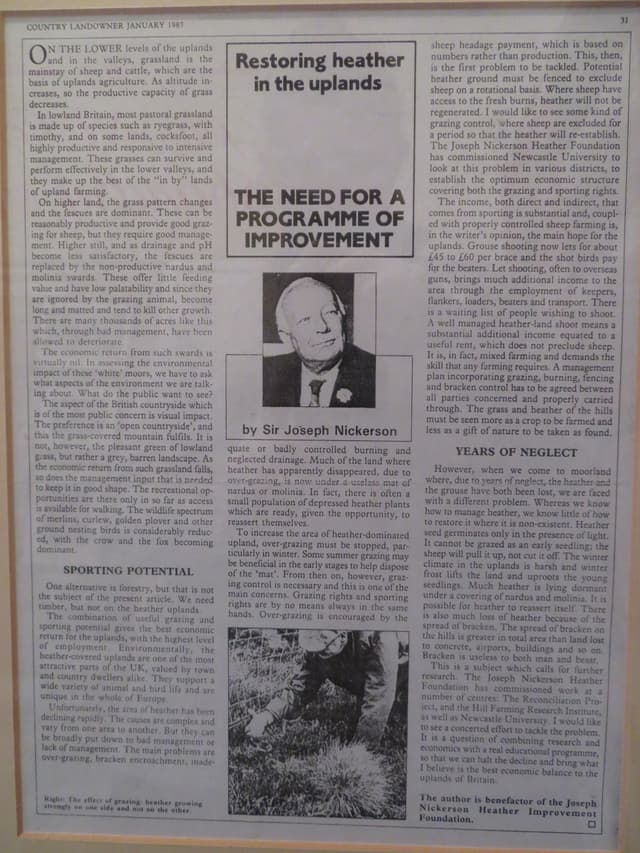 COUNTRY LANDOWNER JANUARY 1987
31
ON THE LOWER levels of the uplands
and in the valleys, grassland is the
mainstay of sheep and cattle, which are the
basis of uplands agriculture. As altitude in-
creases, so the productive capacity of grass
decreases.
In lowland Britain, most pastoral grassland
is made up of species such as ryegrass, with
timothy, and on some lands, cocksfoot, all
highly productive and responsive to intensive
management. These grasses can survive and
perform effectively in the lower valleys, and
they make up the best of the "in by" lands
of upland farming.
On higher land, the grass pattern changes
and the fescues are dominant. These can be
reasonably productive and provide good graz-
ing for sheep, but they require good manage-
ment. Higher still, and as drainage and pH
become less satisfactory, the fescues are
replaced by the non-productive nardus and
molinia swards. These offer little feeding
value and have low palatability and since they
are ignored by the grazing animal, become
long and matted and tend to kill other growth.
There are many thousands of acres like this
which, through bad management, have been
allowed to deteriorate.
The economic return from such swards is
virtually nil. In assessing the environmental
impact of these 'white' moors, we have to ask
what aspects of the environment we are talk-
ing about. What do the public want to see?
The aspect of the British countryside which
is of the most public concern is visual impact.
The preference is an 'open countryside', and
this the grass-covered mountain fulfils. It is
not, however, the pleasant green of lowland
grass, but rather a grey, barren landscape. As
the economic return from such grassland falls,
so does the management input that is needed
to keep it in good shape. The recreational op-
portunities are there only in so far as access
is available for walking. The wildlife spectrum
of merlins, curlew, golden plover and other
ground nesting birds is considerably reduc-
ed, with the crow and the fox becoming
dominant.
SPORTING POTENTIAL
One alternative is forestry, but that is not
the subject of the present article. We need
timber, but not on the heather uplands.
The combination of useful grazing and
sporting potential gives the best economic
return for the uplands, with the highest level
of employment. Environmentally, the
heather-covered uplands are one of the most
attractive parts of the UK, valued by town
and country dwellers alike. They support a
wide variety of animal and bird life and are
unique in the whole of Europe.
Unfortunately, the area of heather has been
declining rapidly. The causes are complex and
vary from one area to another. But they can
be broadly put down to bad management or
lack of management. The main problems are
over-grazing, bracken encroachment, inade-
Right: The effect of grazing: heather growing
strongly on one side and not on the other.
Restoring heather
in the uplands
THE NEED FOR A
PROGRAMME OF
IMPROVEMENT
by Sir Joseph Nickerson
quate or badly controlled burning and
neglected drainage. Much of the land where
heather has apparently disappeared, due to
over-grazing, is now under a useless mat of
nardus or molinia. In fact, there is often a
small population of depressed heather plants
which are ready, given the opportunity, to
reassert themselves.
To increase the area of heather-dominated
upland, over-grazing must be stopped, par-
ticularly in winter. Some summer grazing may
be beneficial in the early stages to help dispose
of the 'mat'. From then on, however, graz-
ing control is necessary and this is one of the
main concerns. Grazing rights and sporting
rights are by no means always in the same
hands. Over-grazing is encouraged by the
sheep headage payment, which is based on
numbers rather than production. This, then,
is the first problem to be tackled. Potential
heather ground must be fenced to exclude
sheep on a rotational basis. Where sheep have
access to the fresh burns, heather will not be
regenerated. I would like to see some kind of
grazing control, where sheep are excluded for
a period so that the heather will re-establish.
The Joseph Nickerson Heather Foundation
has commissioned Newcastle University to
look at this problem in various districts, to
establish the optimum economic structure
covering both the grazing and sporting rights.
The income, both direct and indirect, that
comes from sporting is substantial and, coupl-
ed with properly controlled sheep farming is,
in the writer's opinion, the main hope for the
uplands. Grouse shooting now lets for about
£45 to £60 per brace and the shot birds pay
for the beaters. Let shooting, often to overseas
guns, brings much additional income to the
area through the employment of keepers,
flankers, loaders, beaters and transport. There
is a waiting list of people wishing to shoot.
A well managed heather-land shoot means a
substantial additional income equated to a
useful rent, which does not preclude sheep.
It is, in fact, mixed farming and demands the
skill that any farming requires. A management
plan incorporating grazing, burning, fencing
and bracken control has to be agreed between
all parties concerned and properly carried
through. The grass and heather of the hills
must be seen more as a crop to be farmed and
less as a gift of nature to be taken as found.
YEARS OF NEGLECT
However, when we come to moorland
where, due to years of neglect, the heather and
the grouse have both been lost, we are faced
with a different problem. Whereas we know
how to manage heather, we know little of how
to restore it where it is non-existent. Heather
seed germinates only in the presence of light.
It cannot be grazed as an early seedling; the
sheep will pull it up, not cut it off. The winter
climate in the uplands is harsh and winter
frost lifts the land and uproots the young
seedlings. Much heather is lying dormant
under a covering of nardus and molinia. It is
possible for heather to reassert itself. There
is also much loss of heather because of the
spread of bracken. The spread of bracken on
the hills is greater in total area than land lost
to concrete, airports, buildings and so on.
Bracken is useless to both man and beast.
This is a subject which calls for further
research. The Joseph Nickerson Heather
Foundation has commissioned work at a
number of centres: The Reconciliation Pro-
ject, and the Hill Farming Research Institute,
as well as Newcastle University. I would like
to see a concerted effort to tackle the problem.
It is a question of combining research and
economics with a real educational programme,
so that we can halt the decline and bring what
I believe is the best economic balance to the
uplands of Britain.
The author is benefactor of the Joseph
Nickerson Heather Improvement
Foundation.